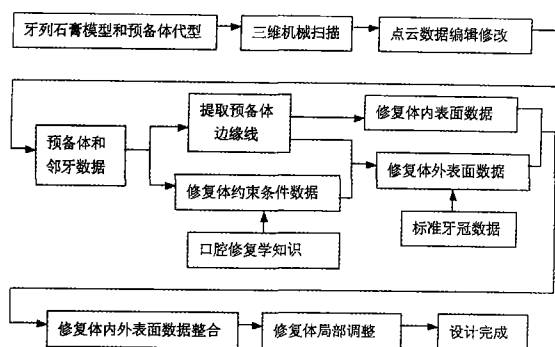 牙列石膏模型和预备体代型
三维机械扫描
点云数据编辑修改
提取预备体
边缘线
修复体内表面数据
预备体和
邻牙数据
修复体约束条件数据
修复体外表面数据
口腔修复学知识
标准牙冠数据
修复体内外表面数据整合
修复体局部调整
设计完成